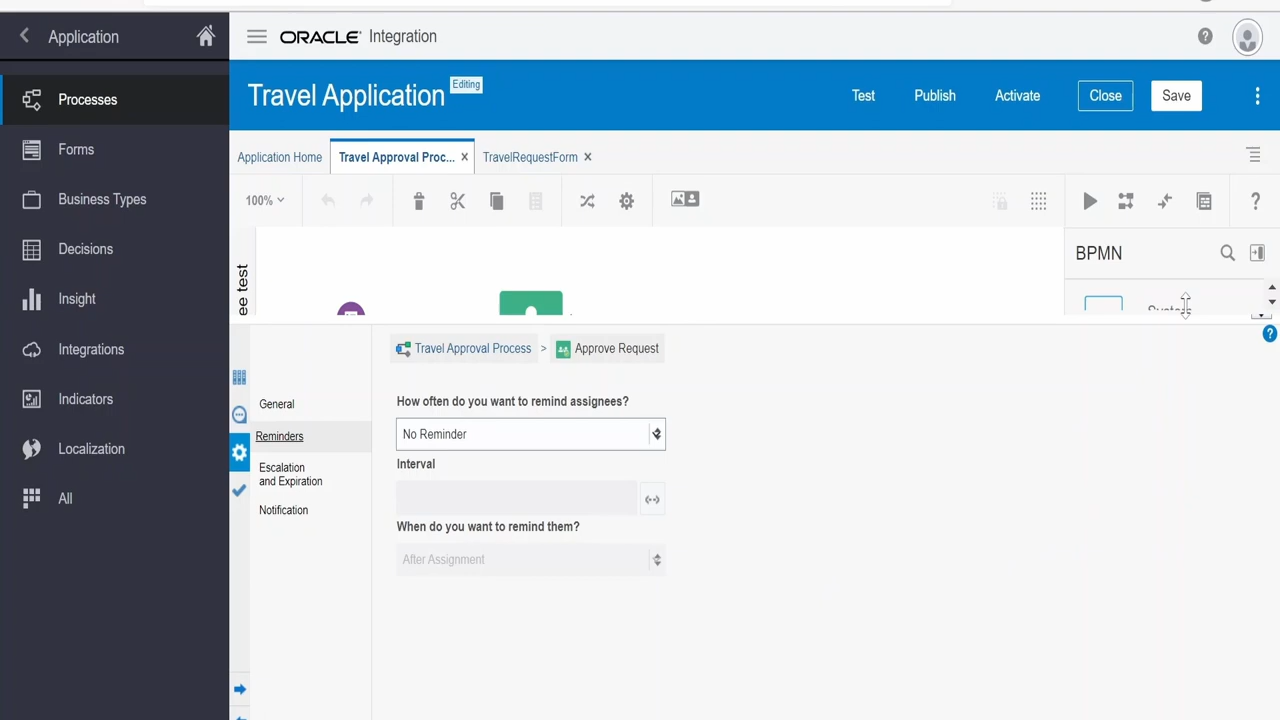 Application
ORACLE Integration
Processes
Travel Application
Editing
Test
Publish
Activate
Close
Save
Forms
Application Home
Travel Approval Proc...
TravelRequestForm
Business Types
100%
?
Decisions
ee test
BPMN
Insight
Integrations
Travel Approval Process > Approve Request
?
Indicators
General
How often do you want to remind assignees?
Reminders
No Reminder
Localization
Escalation
and Expiration
Interval
All
Notification
When do you want to remind them?
After Assignment